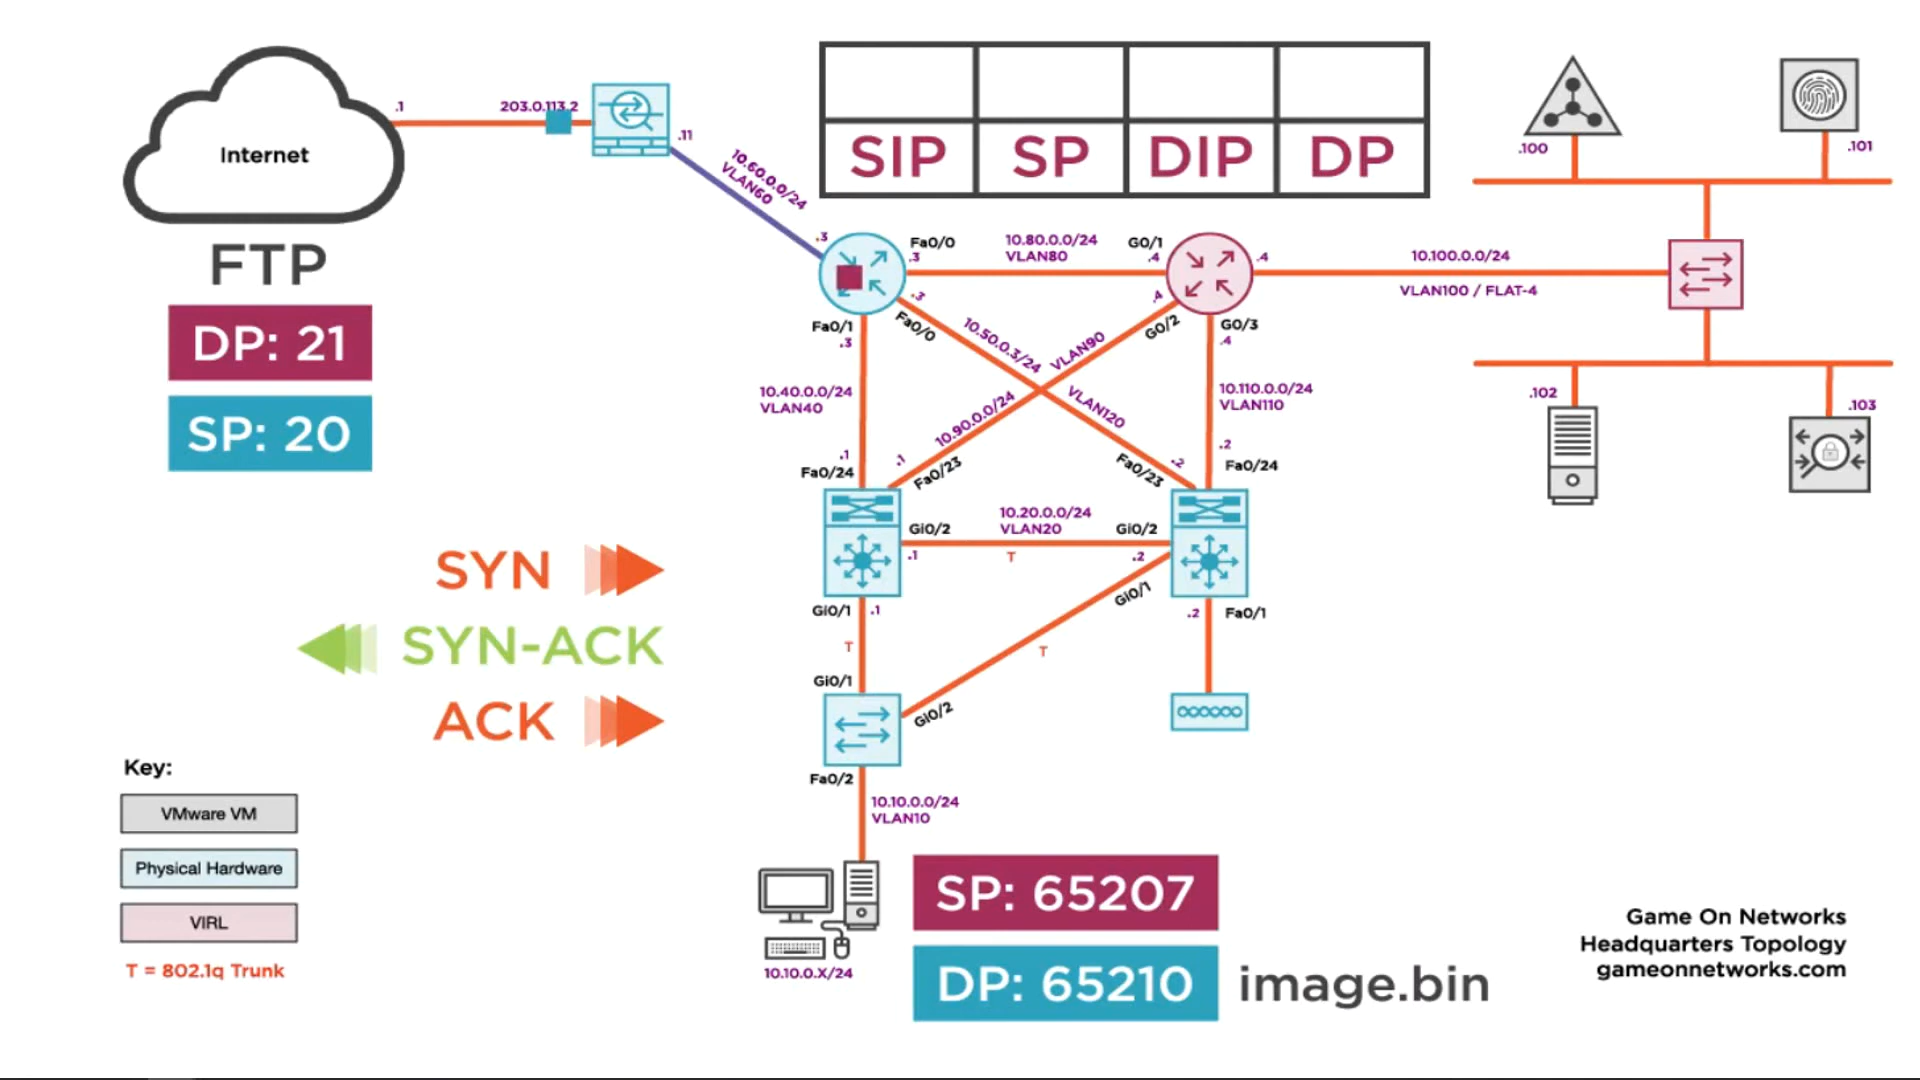 .1
203.0.113.2
.11
Internet
10.60.0.0/24
VLAN60
SIP
SP
DIP
DP
.100
.101
FTP
DP: 21
SP: 20
.3
Fa0/0
.3
10.80.0.0/24
VLAN80
G0/1
.4
.4
10.100.0.0/24
VLAN100 / FLAT-4
Fa0/1
.3
.3
Fa0/0
10.50.0.3/24
VLAN120
.4
G0/2
VLAN90
10.90.0.0/24
G0/3
.4
10.40.0.0/24
VLAN40
10.110.0.0/24
VLAN110
.102
.103
.1
Fa0/24
.1
Fa0/23
Fa0/23
.2
.2
Fa0/24
Gi0/2
.1
10.20.0.0/24
VLAN20
T
Gi0/2
.2
SYN
SYN-ACK
ACK
Gi0/1
.1
T
Gi0/1
Gi0/1
T
Gi0/2
.2
Fa0/1
Fa0/2
10.10.0.0/24
VLAN10
10.10.0.X/24
SP: 65207
DP: 65210
image.bin
Key:
VMware VM
Physical Hardware
VIRL
T = 802.1q Trunk
Game On Networks
Headquarters Topology
gameonnetworks.com